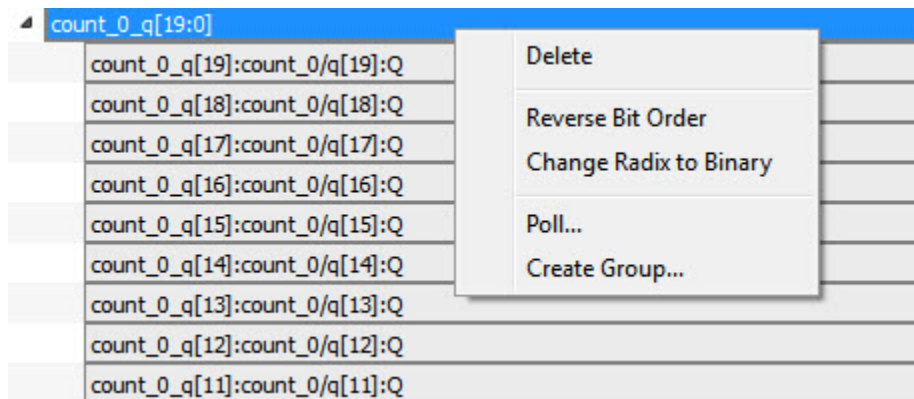 count_0_q[19:0]
count_0_q[19]:count_0/q[19]:Q
count_0_q[18]:count_0/q[18]:Q
count_0_q[17]:count_0/q[17]:Q
count_0_q[16]:count_0/q[16]:Q
count_0_q[15]:count_0/q[15]:Q
count_0_q[14]:count_0/q[14]:Q
count_0_q[13]:count_0/q[13]:Q
count_0_q[12]:count_0/q[12]:Q
count_0_q[11]:count_0/q[11]:Q
Delete
Reverse Bit Order
Change Radix to Binary
Poll...
Create Group...